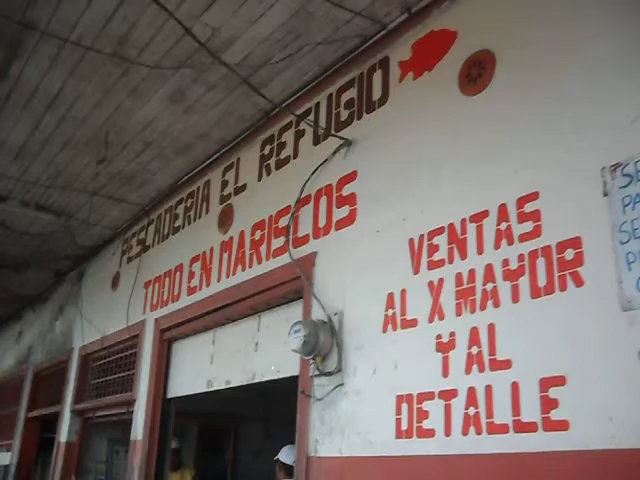 PESCADERIA EL REFUGIO
TODO EN MARISCOS
VENTAS
AL X MAYOR
Y AL
DETALLE